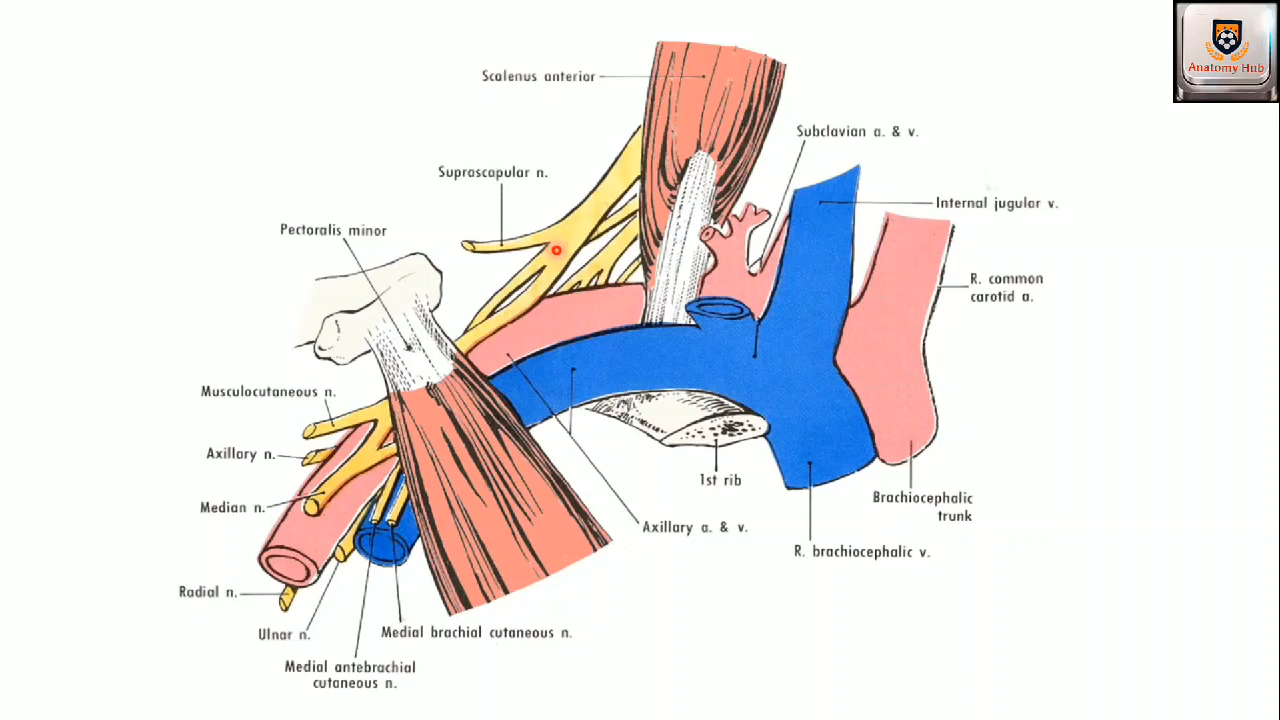 Anatomy Hub
Scalenus anterior
Subclavian a. & v.
Suprascapular n.
Internal jugular v.
Pectoralis minor
R. common
carotid a.
Musculocutaneous n.
Axillary n.
1st rib
Median n.
Brachiocephalic
trunk
Axillary a. & v.
R. brachiocephalic v.
Radial n.
Ulnar n.
Medial brachial cutaneous n.
Medial antebrachial
cutaneous n.